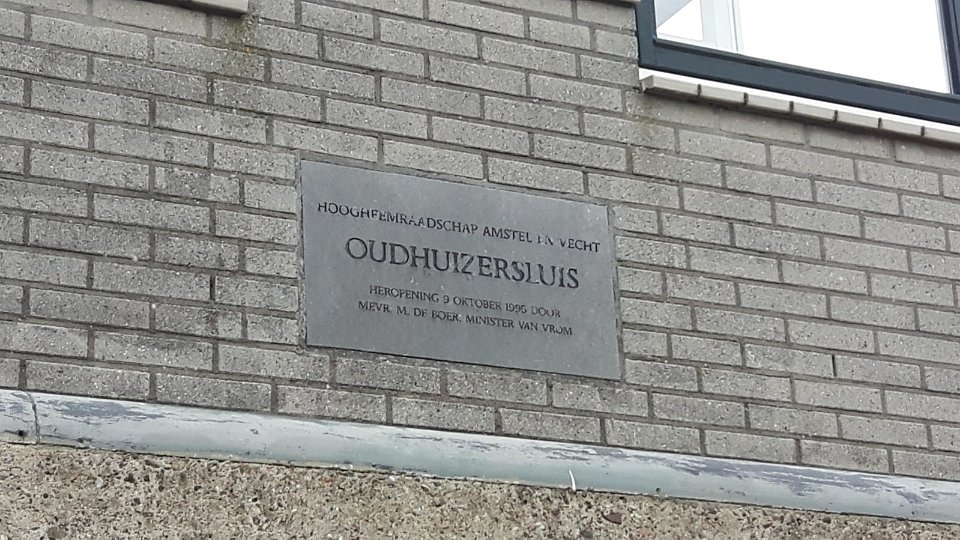 HOOGHEEMRAADSCHAP AMSTEL EN VECHT
OUDHUIZERSLUIS
HEROPENING 9 OKTOBER 1995 DOOR
MEVR. M. DE BOER, MINISTER VAN VROM